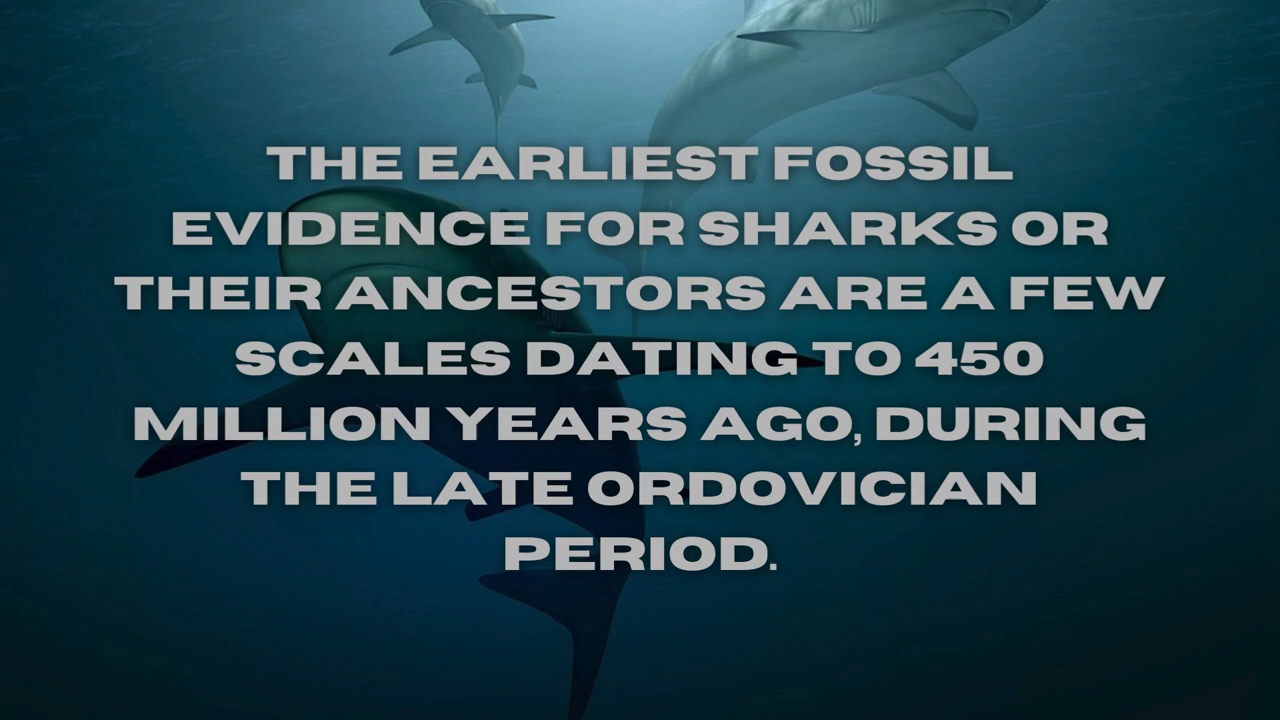 THE EARLIEST FOSSIL
EVIDENCE FOR SHARKS OR
THEIR ANCESTORS ARE A FEW
SCALES DATING TO 450
MILLION YEARS AGO, DURING
THE LATE ORDOVICIAN
PERIOD.